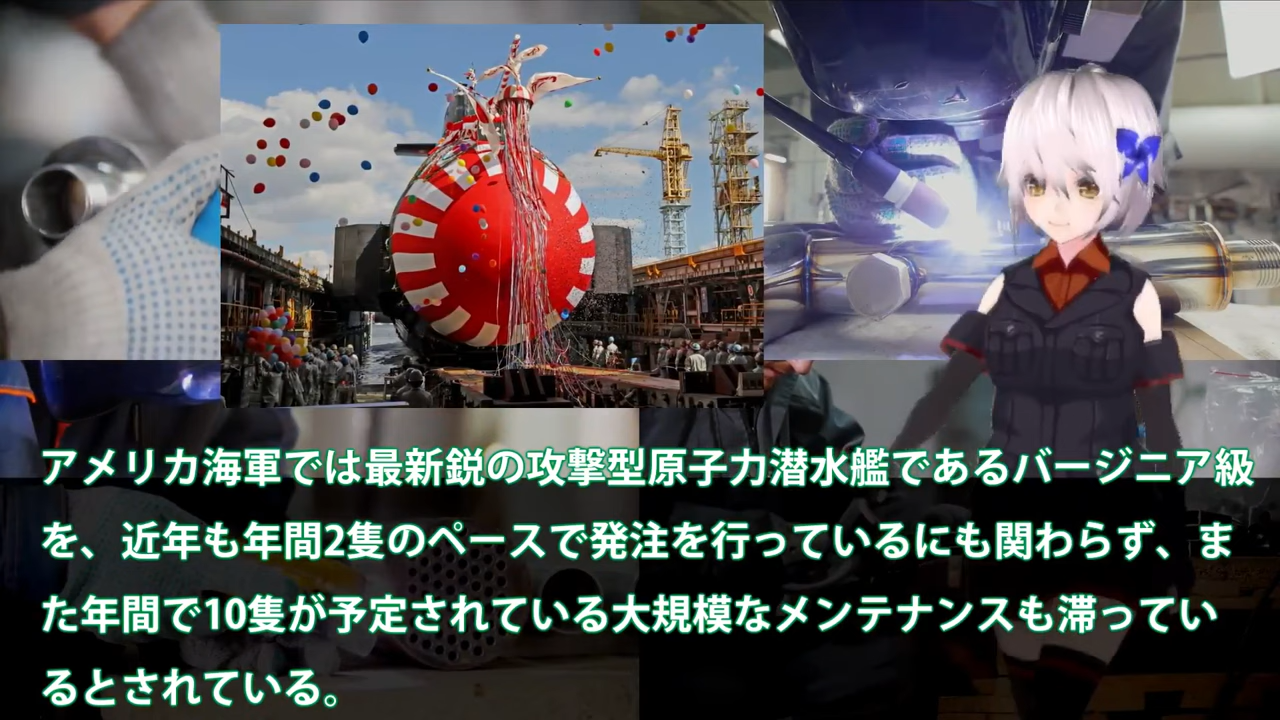 アメリカ海軍では最新鋭の攻撃型原子力潜水艦であるバージニア級
を、近年も年間2隻のペースで発注を行っているにも関わらず、ま
た年間で10隻が予定されている大規模なメンテナンスも滞ってい
るとされている。